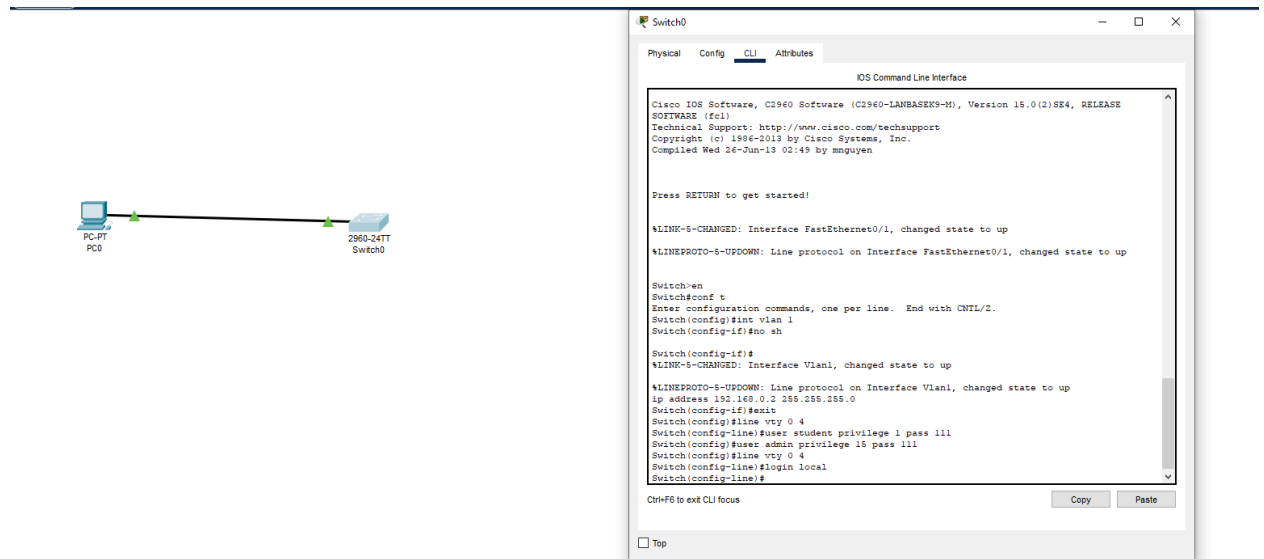 Switch0
Physical Config CLI Attributes
IOS Command Line Interface
Cisco IOS Software, C2960 Software (C2960-LANBASEK9-M), Version 15.0(2)SE4, RELEASE
SOFTWARE (fc1)
Technical Support: http://www.cisco.com/techsupport
Copyright (c) 1986-2013 by Cisco Systems, Inc.
Compiled Wed 26-Jun-13 02:49 by mnguyen
Press RETURN to get started!
%LINK-5-CHANGED: Interface FastEthernet0/1, changed state to up
%LINEPROTO-5-UPDOWN: Line protocol on Interface FastEthernet0/1, changed state to up
Switch>en
Switch#conf t
Enter configuration commands, one per line. End with CNTL/Z.
Switch(config)#int vlan 1
Switch(config-if)#no sh
Switch(config-if)#
%LINK-5-CHANGED: Interface Vlan1, changed state to up
%LINEPROTO-5-UPDOWN: Line protocol on Interface Vlan1, changed state to up
ip address 192.168.0.2 255.255.255.0
Switch(config-if)#exit
Switch(config)#line vty 0 4
Switch(config-line)#user student privilege 1 pass 111
Switch(config)#user admin privilege 15 pass 111
Switch(config)#line vty 0 4
Switch(config-line)#login local
Switch(config-line)#
Ctrl+F6 to exit CLI focus
Copy
Paste
Top
PC-PT
PC0
2960-24TT
Switch0